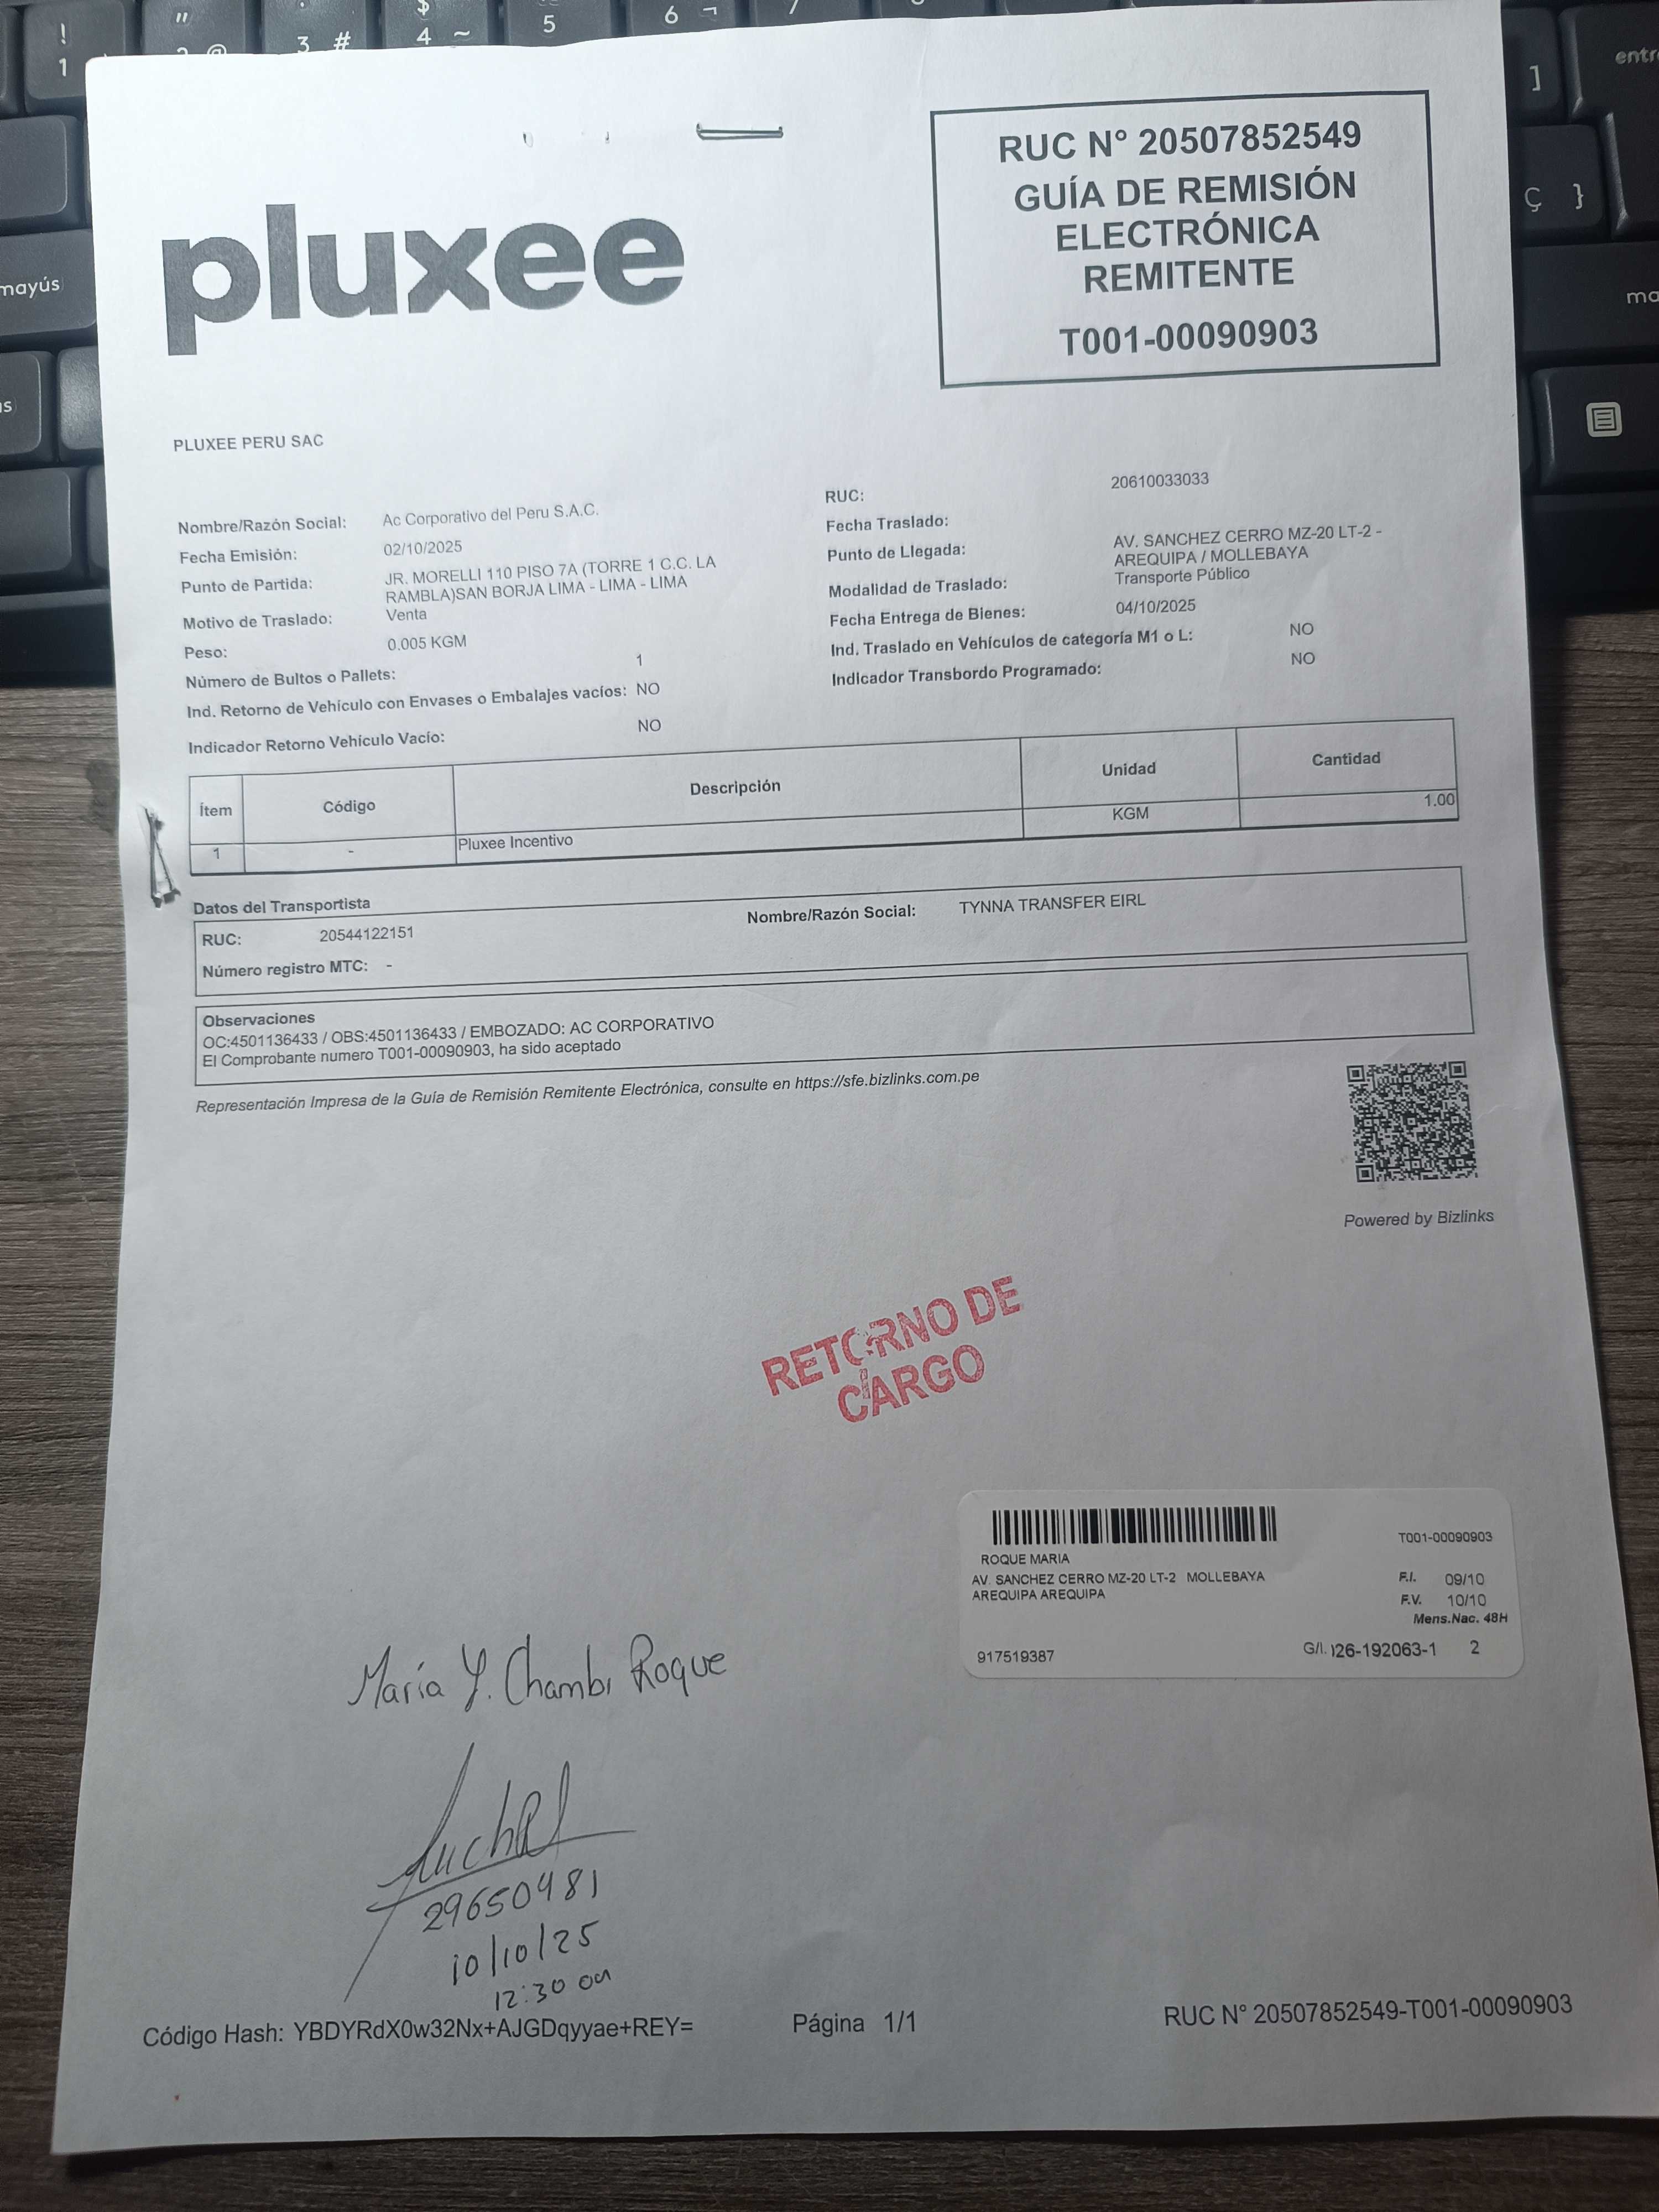 pluxee
RUC N° 20507852549
GUÍA DE REMISIÓN
ELECTRÓNICA
REMITENTE
T001-00090903
PLUXEE PERU SAC
Nombre/Razón Social: Ac Corporativo del Peru S.A.C.
Fecha Emisión: 02/10/2025
Punto de Partida: JR. MORELLI 110 PISO 7A (TORRE 1 C.C. LA
RAMBLA)SAN BORJA LIMA - LIMA - LIMA
Motivo de Traslado: Venta
Peso: 0.005 KGM
Número de Bultos o Pallets: 1
Ind. Retorno de Vehículo con Envases o Embalajes vacíos: NO
Indicador Retorno Vehículo Vacío: NO
RUC: 20610033033
Fecha Traslado:
Punto de Llegada: AV. SANCHEZ CERRO MZ-20 LT-2 -
AREQUIPA / MOLLEBAYA
Modalidad de Traslado: Transporte Público
Fecha Entrega de Bienes: 04/10/2025
Ind. Traslado en Vehículos de categoría M1 o L: NO
Indicador Transbordo Programado: NO
Ítem Código Descripción Unidad Cantidad
1 - Pluxee Incentivo KGM 1.00
Datos del Transportista
RUC: 20544122151 Nombre/Razón Social: TYNNA TRANSFER EIRL
Número registro MTC: -
Observaciones
OC:4501136433 / OBS:4501136433 / EMBOZADO: AC CORPORATIVO
El Comprobante numero T001-00090903, ha sido aceptado
Representación Impresa de la Guía de Remisión Remitente Electrónica, consulte en https://sfe.bizlinks.com.pe
Powered by Bizlinks
RETORNO DE
CARGO
T001-00090903
ROQUE MARIA
AV. SANCHEZ CERRO MZ-20 LT-2 MOLLEBAYA
AREQUIPA AREQUIPA
F.I. 09/10
F.V. 10/10
Mens.Nac. 48H
917519387 G/I. 26-192063-1 2
María Y. Chambi Roque
29650481
10/10/25
12:30
Código Hash: YBDYRdX0w32Nx+AJGDqyyae+REY= Página 1/1 RUC N° 20507852549-T001-00090903